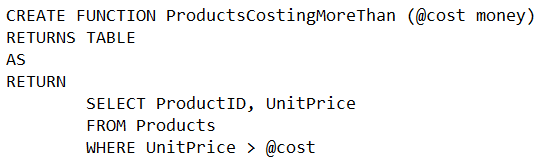 CREATE FUNCTION ProductsCostingMoreThan (@cost money)
RETURNS TABLE
AS
RETURN
        SELECT ProductID, UnitPrice
        FROM Products
        WHERE UnitPrice > @cost